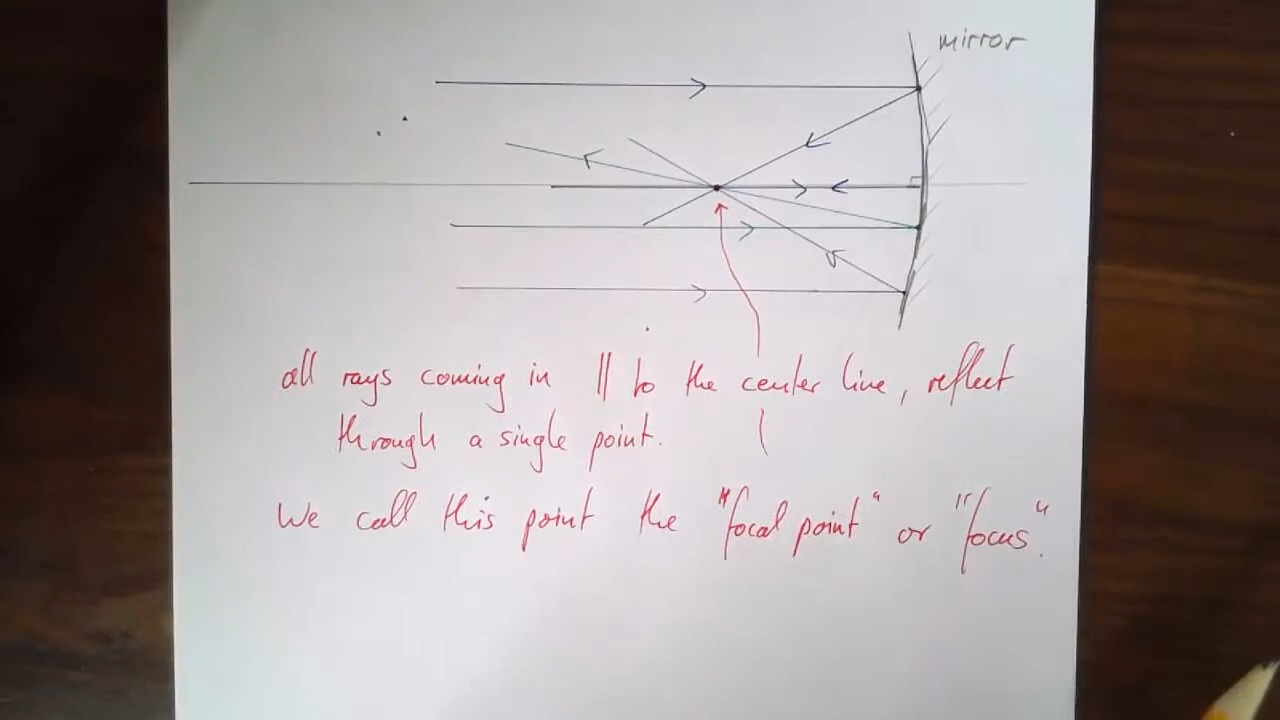 mirror
all rays coming in || to the center line, reflect
through a single point.
We call this point the "focal point" or "focus".